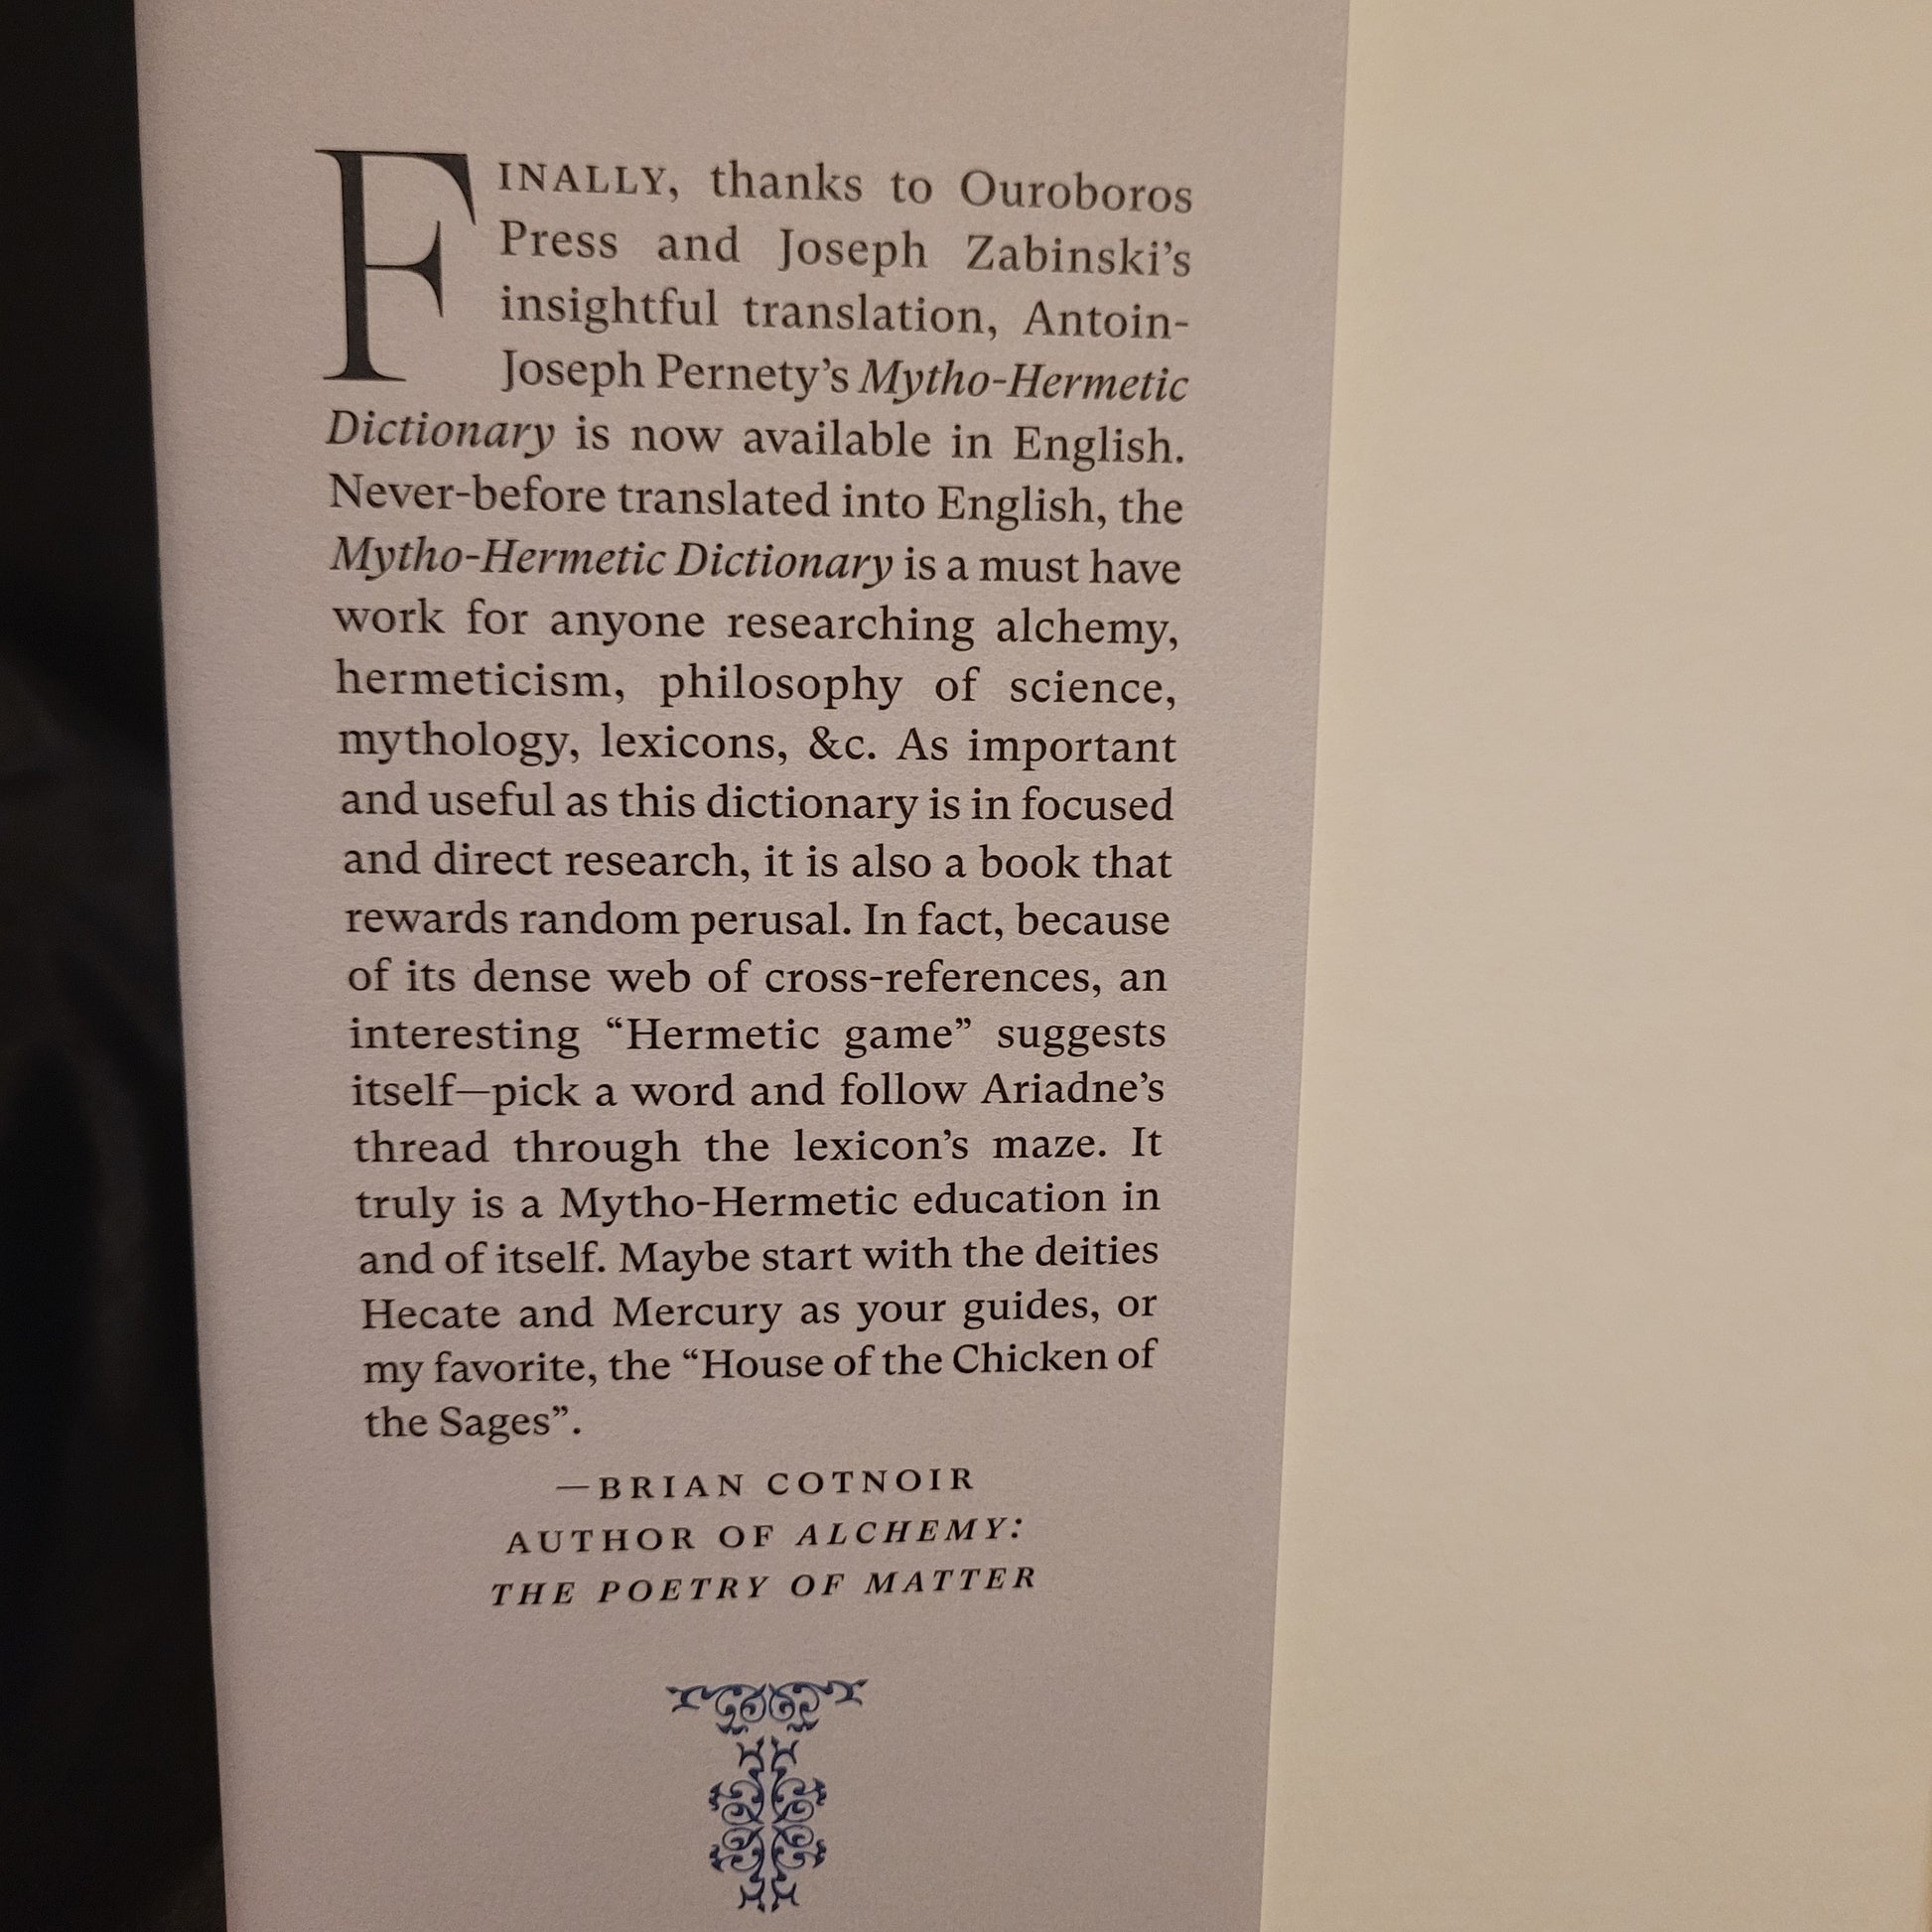 FINALLY, thanks to Ouroboros
Press and Joseph Zabinski’s
insightful translation, Antoin-
Joseph Pernety’s Mytho-Hermetic
Dictionary is now available in English.
Never-before translated into English, the
Mytho-Hermetic Dictionary is a must have
work for anyone researching alchemy,
hermeticism, philosophy of science,
mythology, lexicons, &c. As important
and useful as this dictionary is in focused
and direct research, it is also a book that
rewards random perusal. In fact, because
of its dense web of cross-references, an
interesting “Hermetic game” suggests
itself—pick a word and follow Ariadne’s
thread through the lexicon’s maze. It
truly is a Mytho-Hermetic education in
and of itself. Maybe start with the deities
Hecate and Mercury as your guides, or
my favorite, the “House of the Chicken of
the Sages”.
—BRIAN COTNOIR
AUTHOR OF ALCHEMY:
THE POETRY OF MATTER